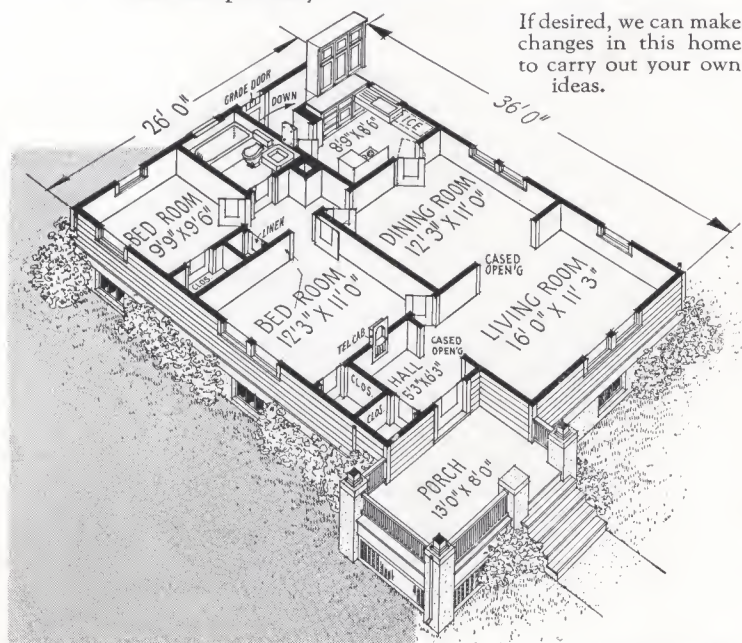 If desired, we can make
changes in this home
to carry out your own
ideas.
26' 0"
36' 0"
GRADE DOOR
DOWN
ICE
8'9" X 8'6"
BED ROOM
9'9" X 9'6"
DINING ROOM
12'3" X 11'0"
LINEN
CLOS.
BED ROOM
12'3" X 11'0"
CASED
OPEN'G
LIVING ROOM
16'0" X 11'3"
TEL CAB.
CASED
OPEN'G
HALL
5'3" X 6'3"
CLOS.
CLOS.
PORCH
13'0" X 8'0"